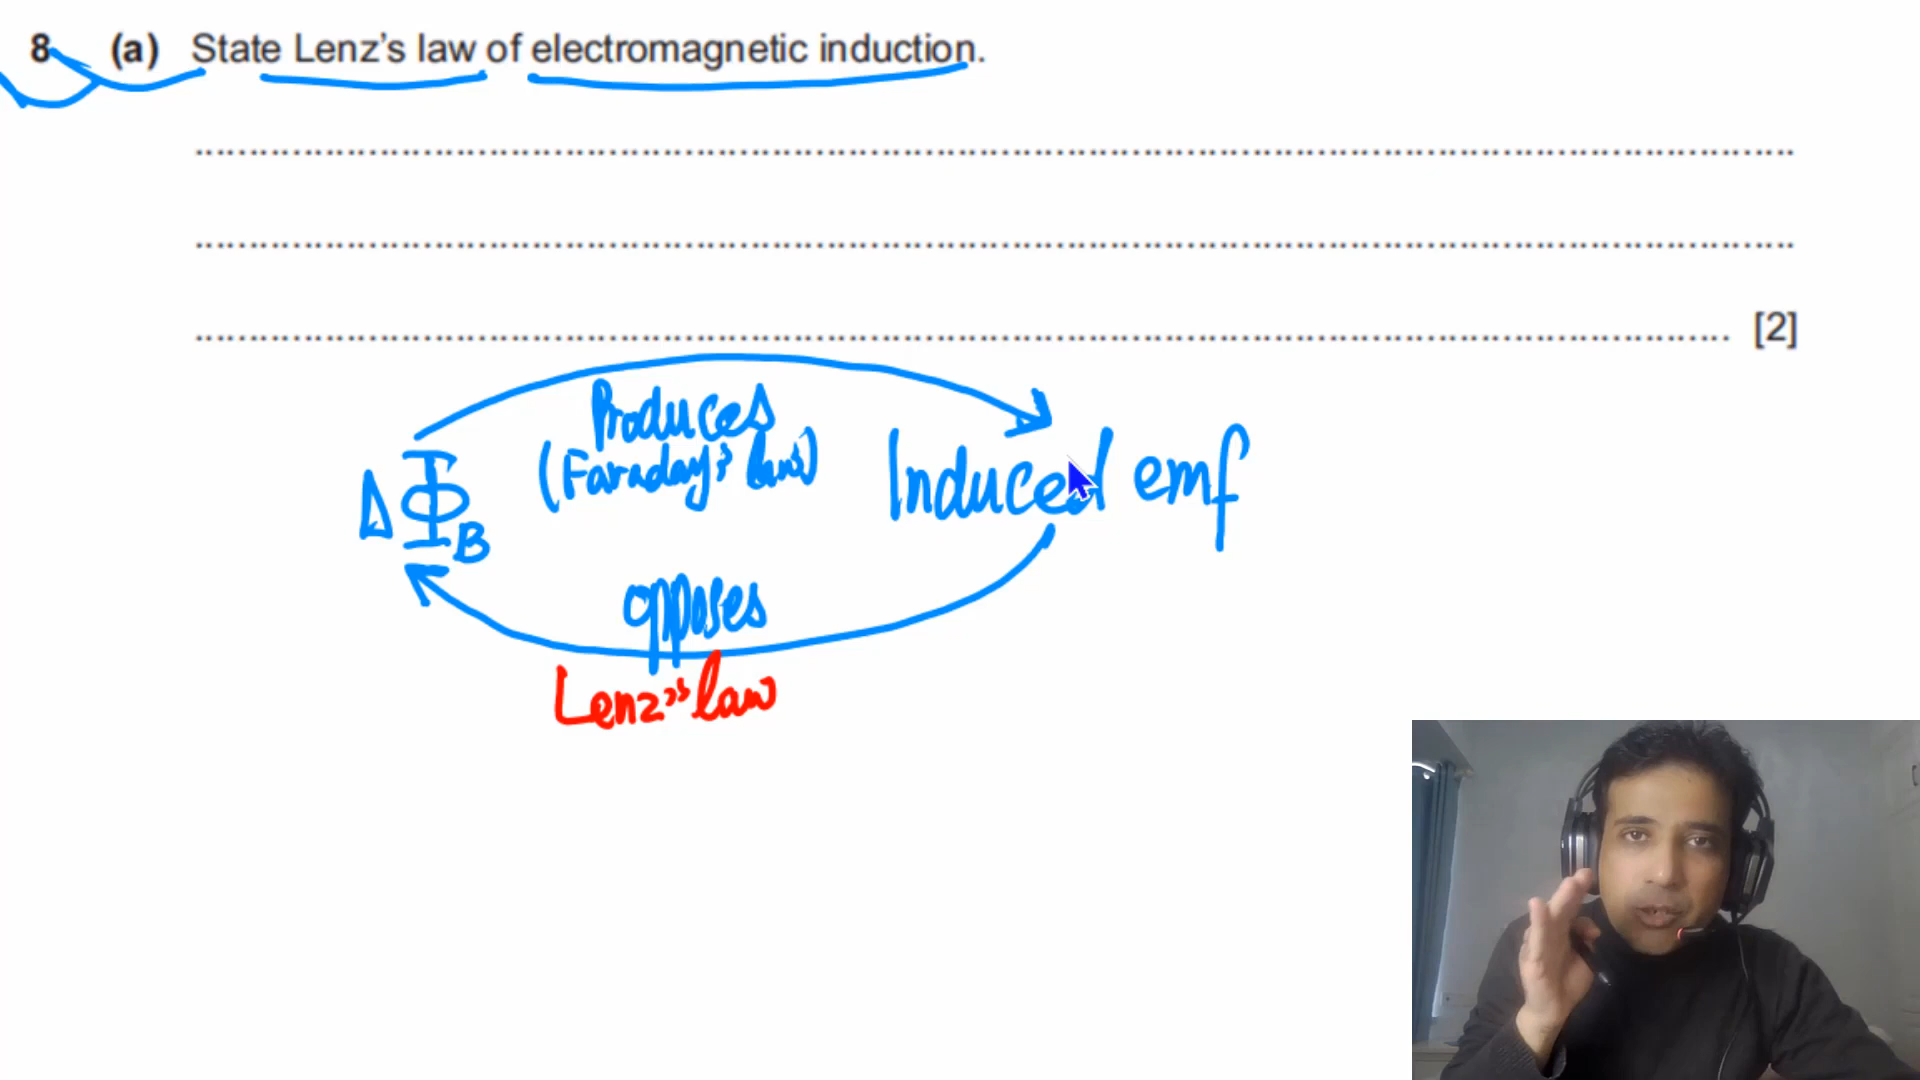 8 (a) State Lenz's law of electromagnetic induction.
[2]
Produces
(Faraday's law)
ΔΦB
Induced emf
opposes
Lenz's law